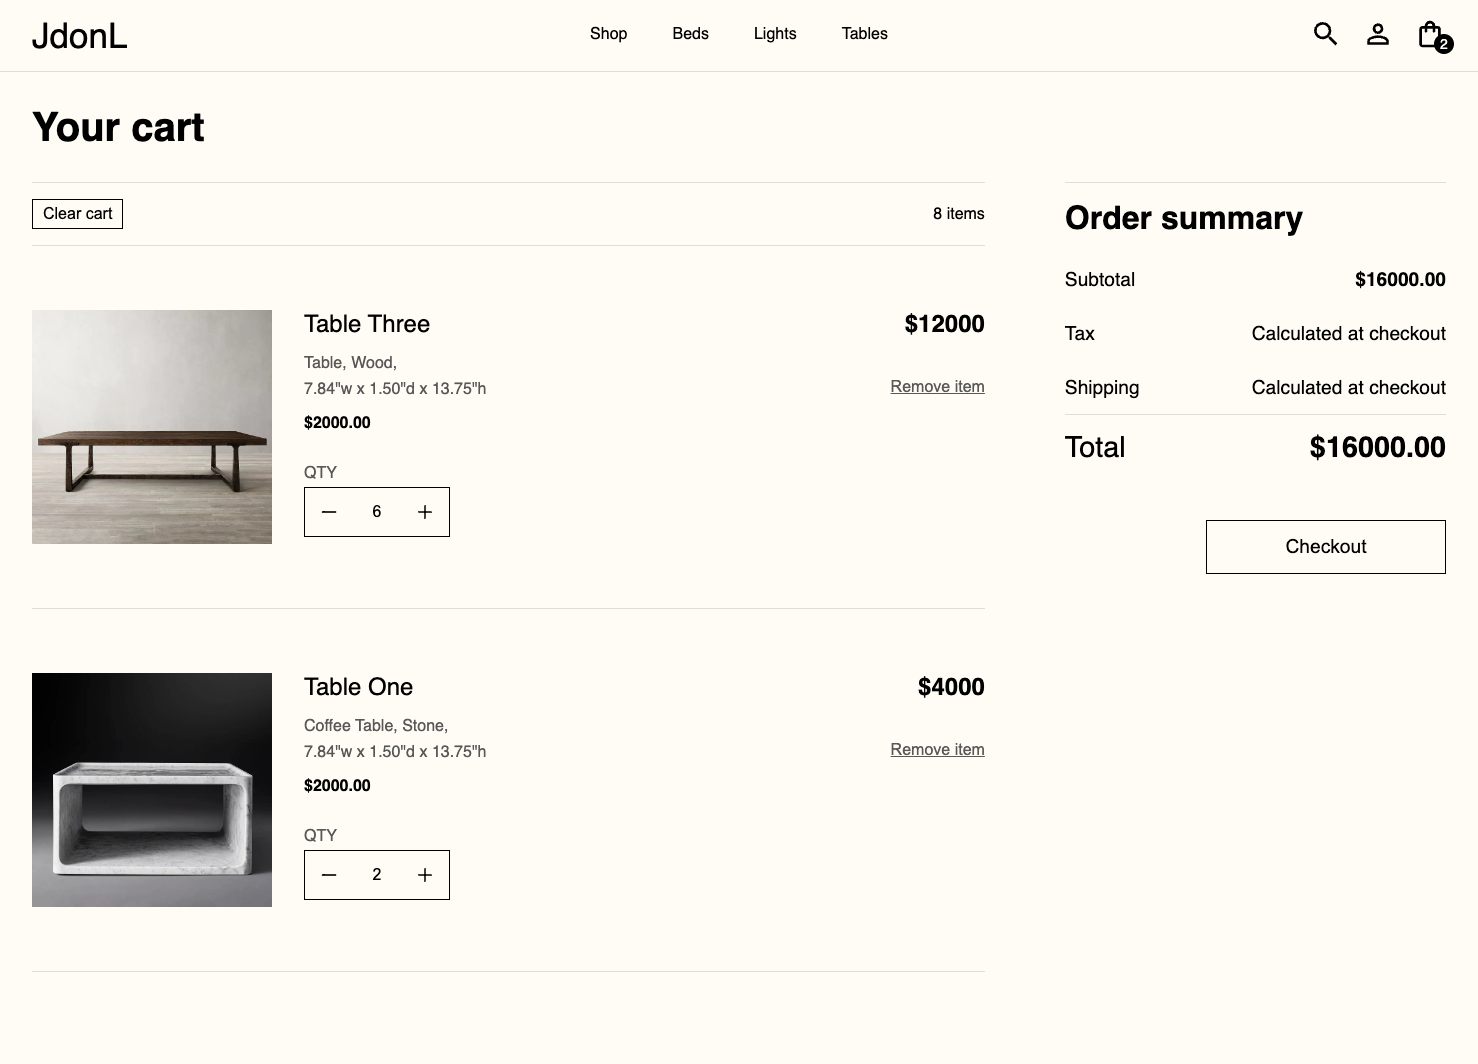 JdonL
Shop Beds Lights Tables
2
Your cart
Clear cart
8 items
Table Three
$12000
Table, Wood,
7.84"w x 1.50"d x 13.75"h
Remove item
$2000.00
QTY
6
Table One
$4000
Coffee Table, Stone,
7.84"w x 1.50"d x 13.75"h
Remove item
$2000.00
QTY
2
Order summary
Subtotal $16000.00
Tax Calculated at checkout
Shipping Calculated at checkout
Total $16000.00
Checkout